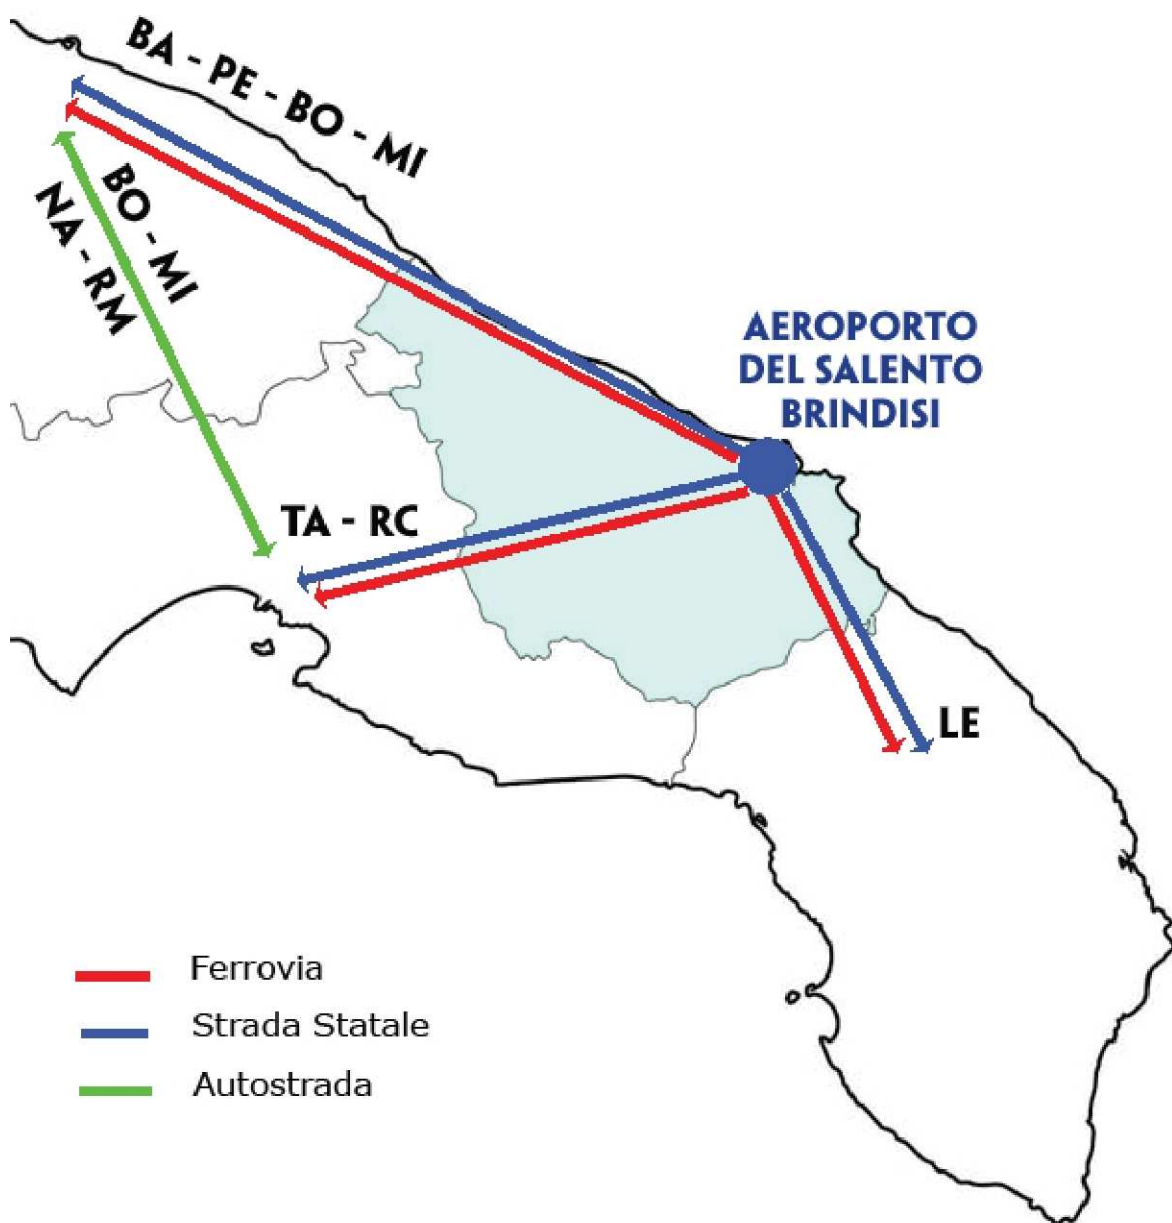 BA - PE - BO - MI
BO - MI
NA - RM
AEROPORTO
DEL SALENTO
BRINDISI
TA - RC
LE
Ferrovia
Strada Statale
Autostrada